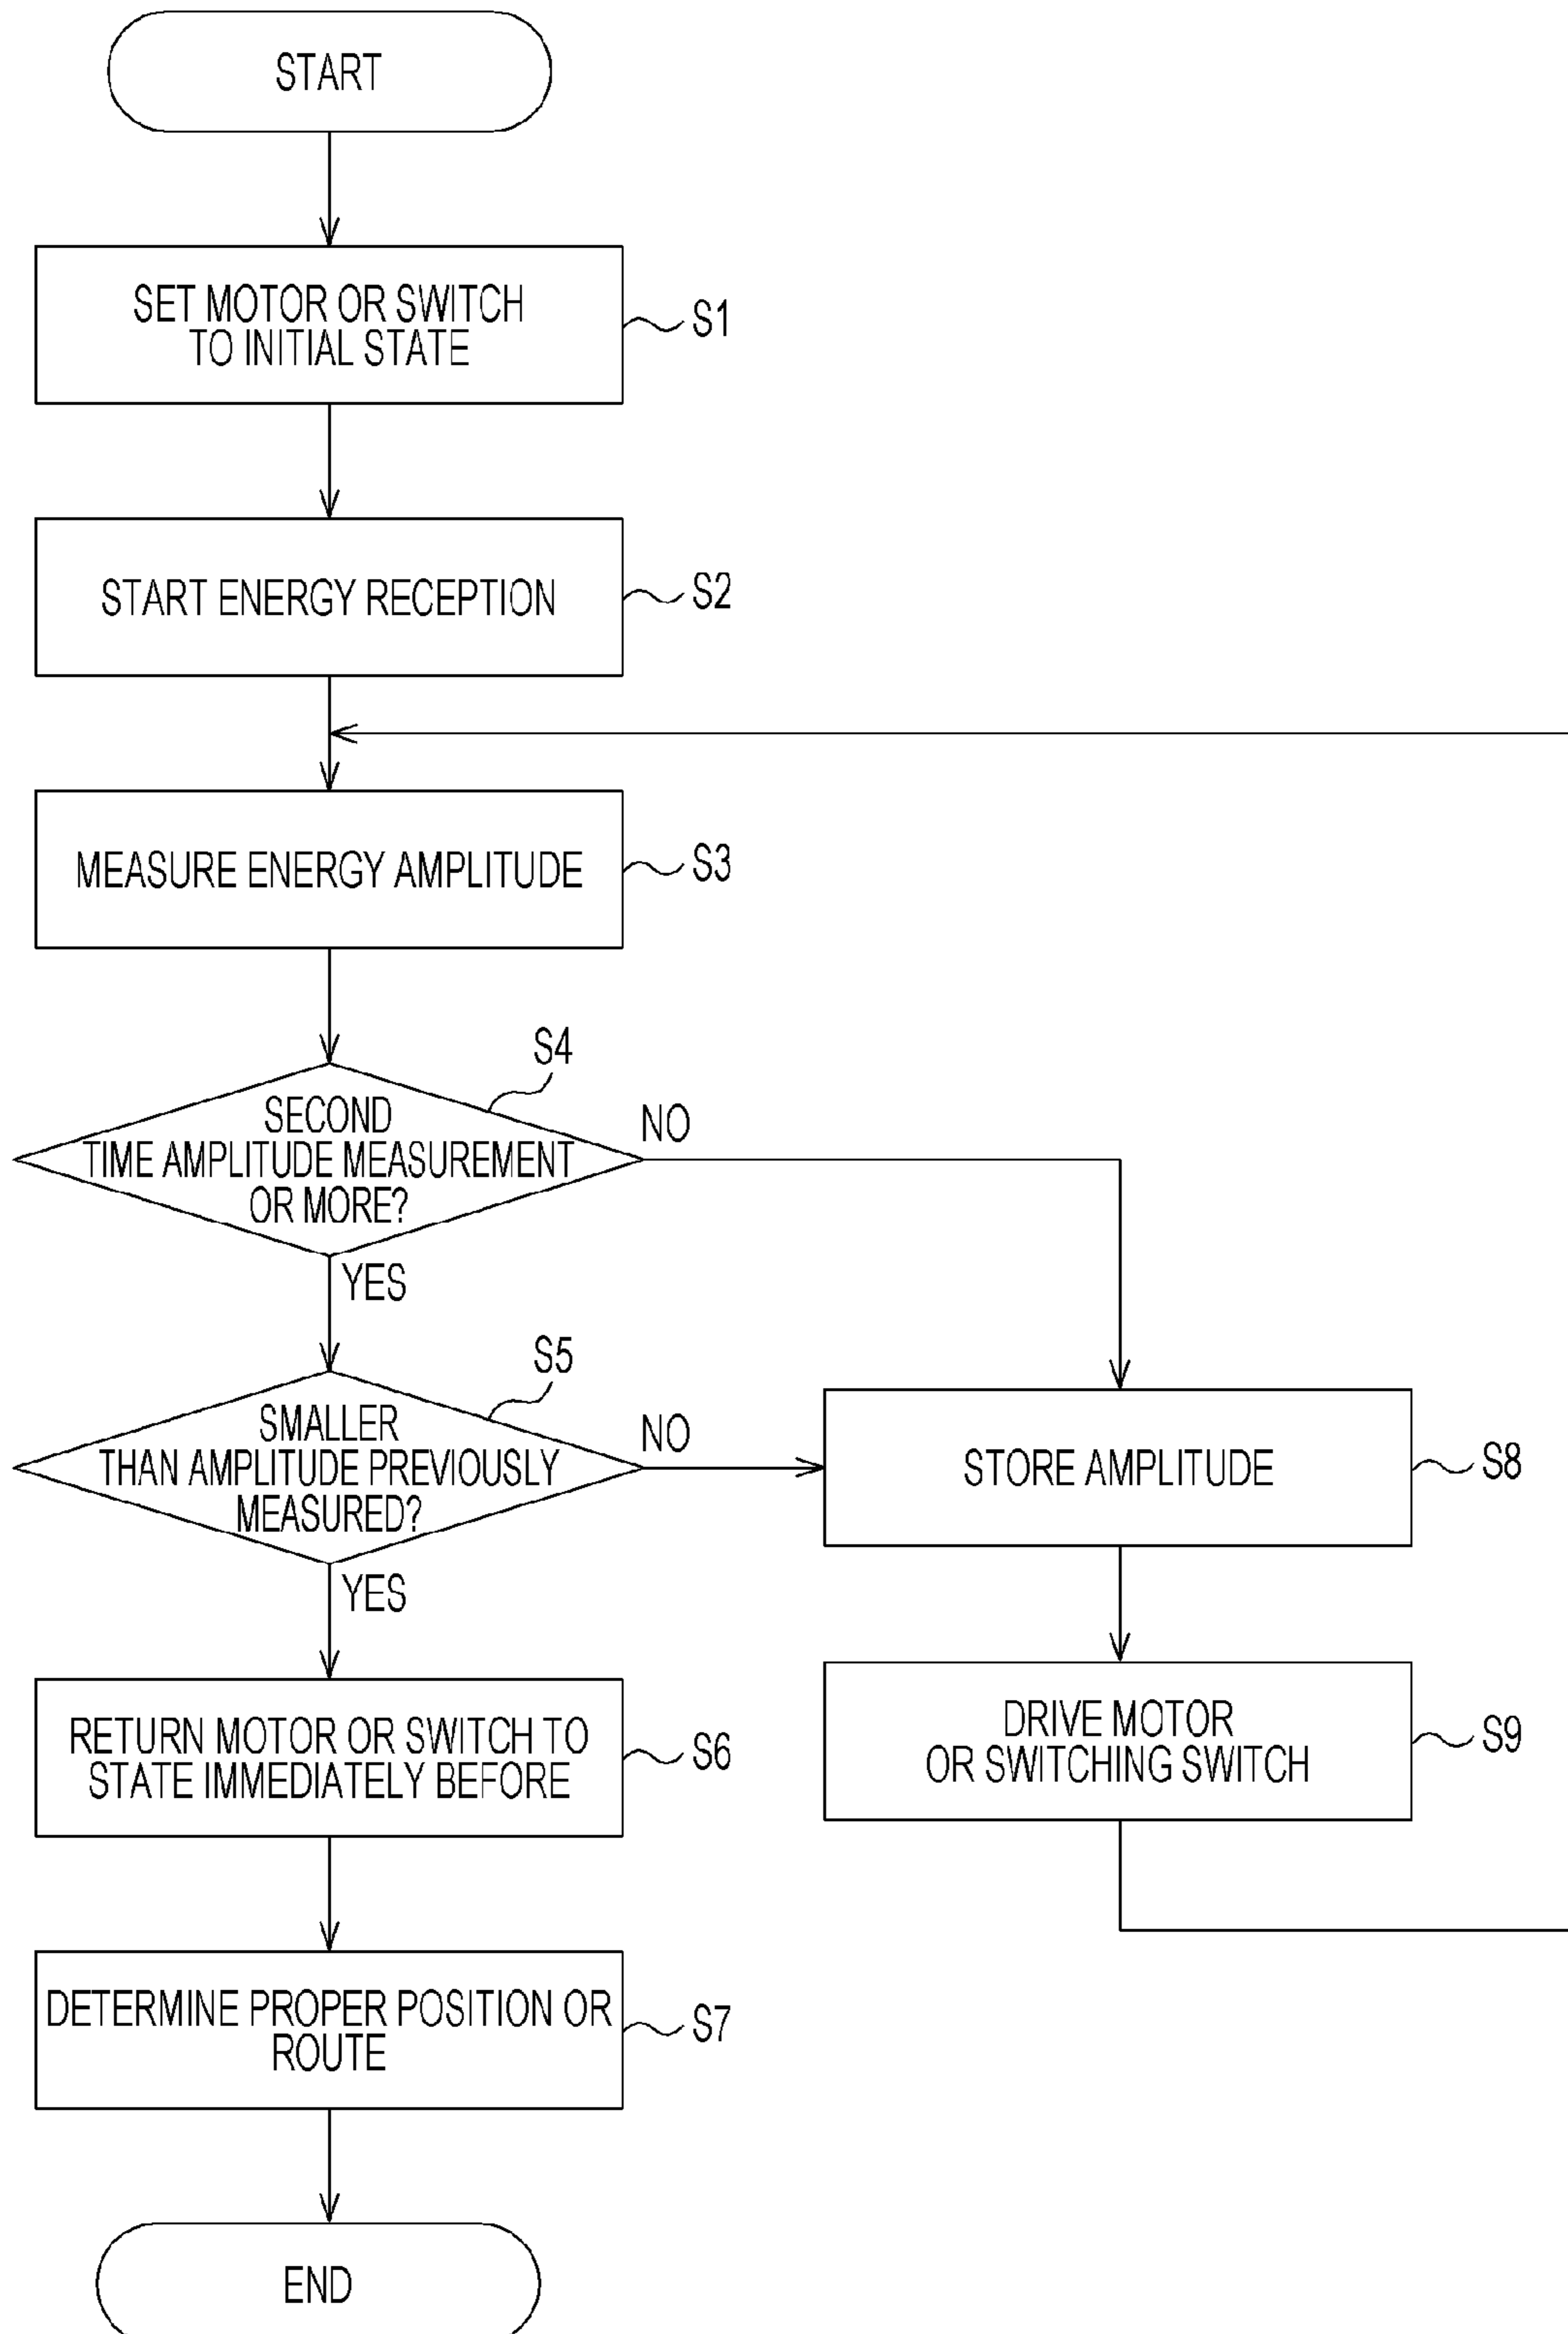 START
SET MOTOR OR SWITCH
TO INITIAL STATE
S1
START ENERGY RECEPTION
S2
MEASURE ENERGY AMPLITUDE
S3
S4
SECOND
TIME AMPLITUDE MEASUREMENT
OR MORE?
NO
YES
S5
SMALLER
THAN AMPLITUDE PREVIOUSLY
MEASURED?
NO
YES
STORE AMPLITUDE
S8
RETURN MOTOR OR SWITCH TO
STATE IMMEDIATELY BEFORE
S6
DRIVE MOTOR
OR SWITCHING SWITCH
S9
DETERMINE PROPER POSITION OR
ROUTE
S7
END